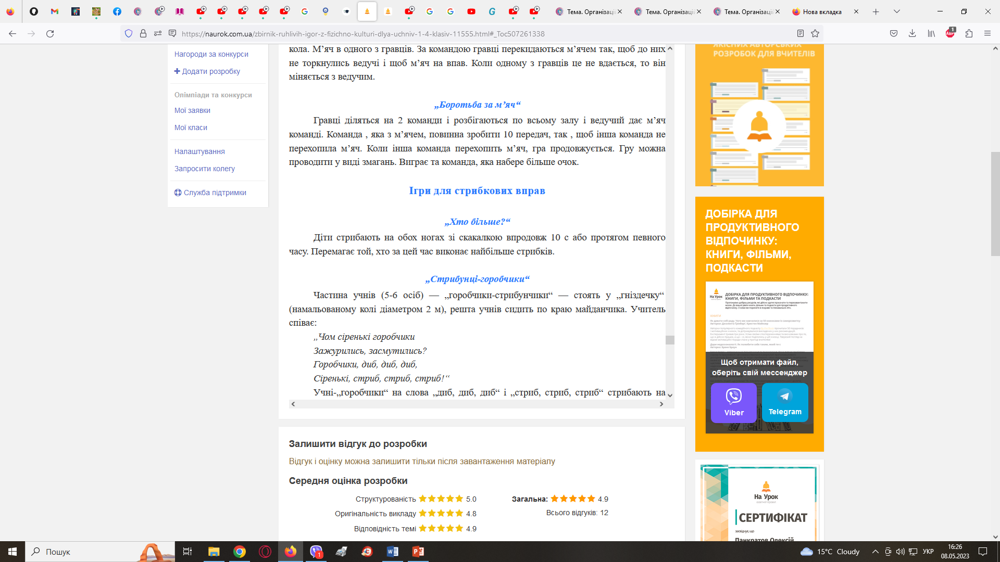 Тема. Організаці
Тема. Організаці
Тема. Організаці
Нова вкладка
https://naurok.com.ua/zbirnik-ruhlivih-igor-z-fizichno-kulturi-dlya-uchniv-1-4-klasiv-11555.html#_Toc507261338
ABP
1
Нагороди за конкурси
Додати розробку
Олімпіади та конкурси
Мої заявки
Мої класи
Налаштування
Запросити колегу
Служба підтримки
кола. М’яч в одного з гравців. За командою гравці перекидаються м’ячем так, щоб до них
не торкнулись ведучі і щоб м’яч на впав. Коли одному з гравців це не вдається, то він
міняється з ведучим.
„Боротьба за м’яч“
Гравці діляться на 2 команди і розбігаються по всьому залу і ведучий дає м’яч
команді. Команда , яка з м’ячем, повинна зробити 10 передач, так , щоб інша команда не
перехопила м’яч. Коли інша команда перехопить м’яч, гра продовжується. Гру можна
проводити у виді змагань. Виграє та команда, яка набере більше очок.
Ігри для стрибкових вправ
„Хто більше?“
Діти стрибають на обох ногах зі скакалкою впродовж 10 с або протягом певного
часу. Перемагає той, хто за цей час виконає найбільше стрибків.
„Стрибунці-горобчики“
Частина учнів (5-6 осіб) — „горобчики-стрибунчики“ — стоять у „гніздечку“
(намальованому колі діаметром 2 м), решта учнів сидить по краю майданчика. Учитель
співає:
„Чом сіренькі горобчики
Зажурились, засмутились?
Горобчики, диб, диб, диб,
Сіренькі, стриб, стриб, стриб!“
Учні-„горобчики“ на слова „диб, диб, диб“ і „стриб, стриб, стриб“ стрибають на
Залишити відгук до розробки
Відгук і оцінку можна залишити тільки після завантаження матеріалу
Середня оцінка розробки
Структурованість 5.0
Оригінальність викладу 4.8
Відповідність темі 4.9
Загальна: 4.9
Всього відгуків: 12
ЯКІСНИХ АВТОРСЬКИХ
РОЗРОБОК ДЛЯ ВЧИТЕЛІВ
ДОБІРКА ДЛЯ
ПРОДУКТИВНОГО
ВІДПОЧИНКУ:
КНИГИ, ФІЛЬМИ,
ПОДКАСТИ
На Урок
ДОБІРКА ДЛЯ ПРОДУКТИВНОГО ВІДПОЧИНКУ:
КНИГИ, ФІЛЬМИ ТА ПОДКАСТИ
КНИГИ
Щоб отримати файл,
оберіть свій мессенджер
Viber
Telegram
На Урок
освітній проект
СЕРТИФІКАТ
засвідчує, що
Панкратов Олексій
Пошук
1
15°C Cloudy
УКР
16:26
08.05.2023